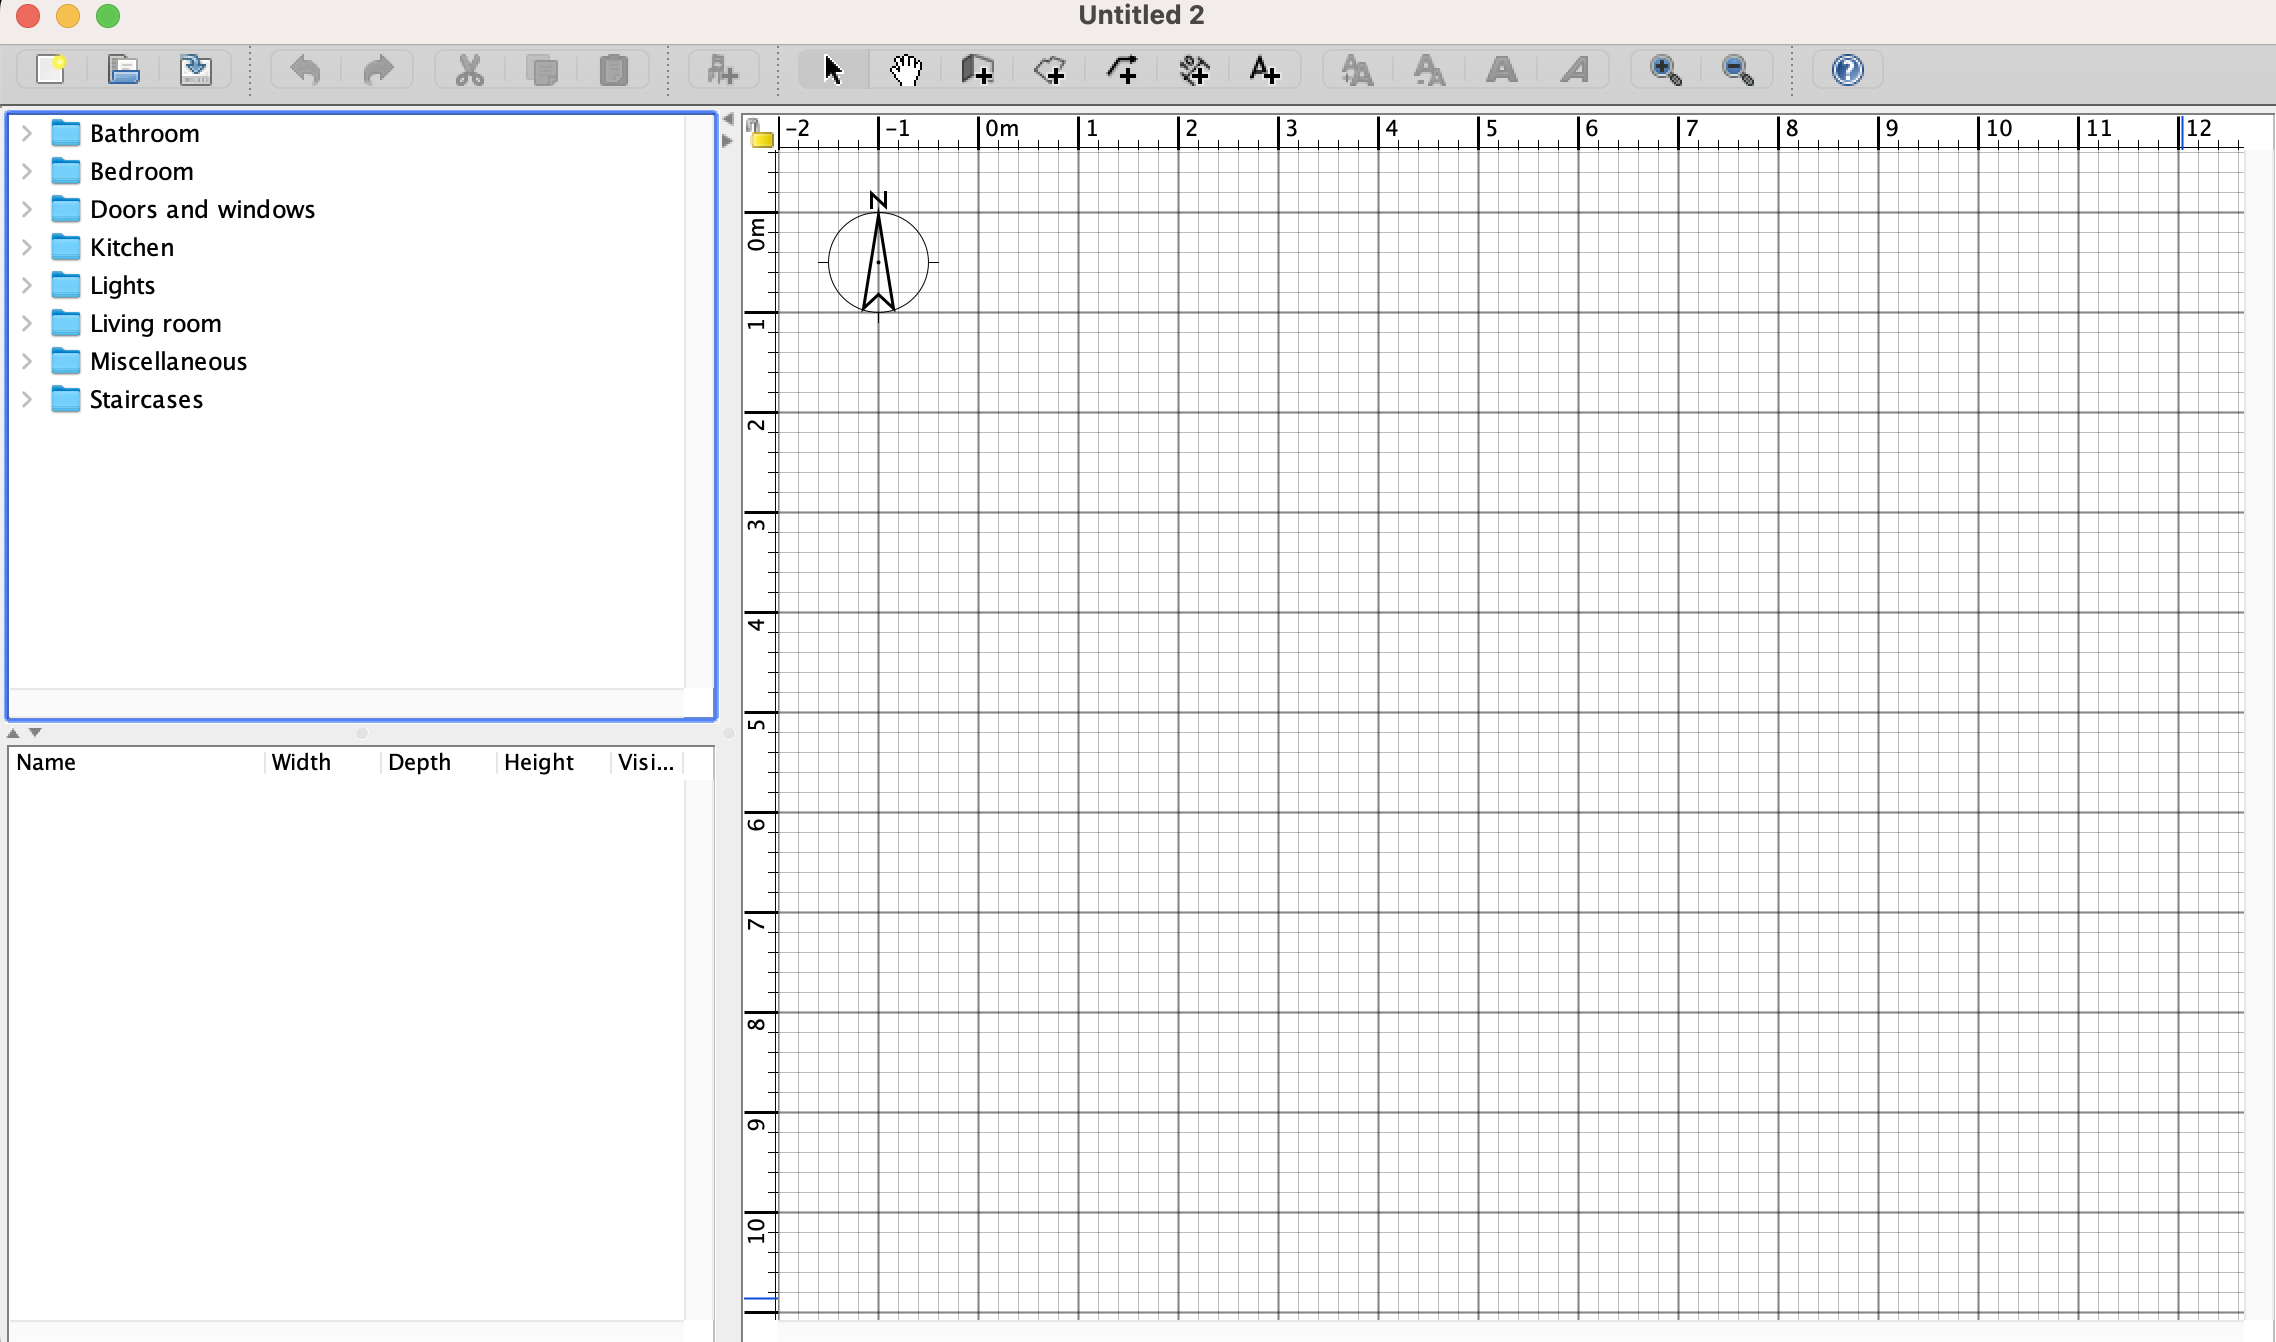 Untitled 2
Bathroom
Bedroom
Doors and windows
Kitchen
Lights
Living room
Miscellaneous
Staircases
Name Width Depth Height Visi...
-2 -1 0m 1 2 3 4 5 6 7 8 9 10 11 12
N
0m
1
2
3
4
5
6
7
8
9
10